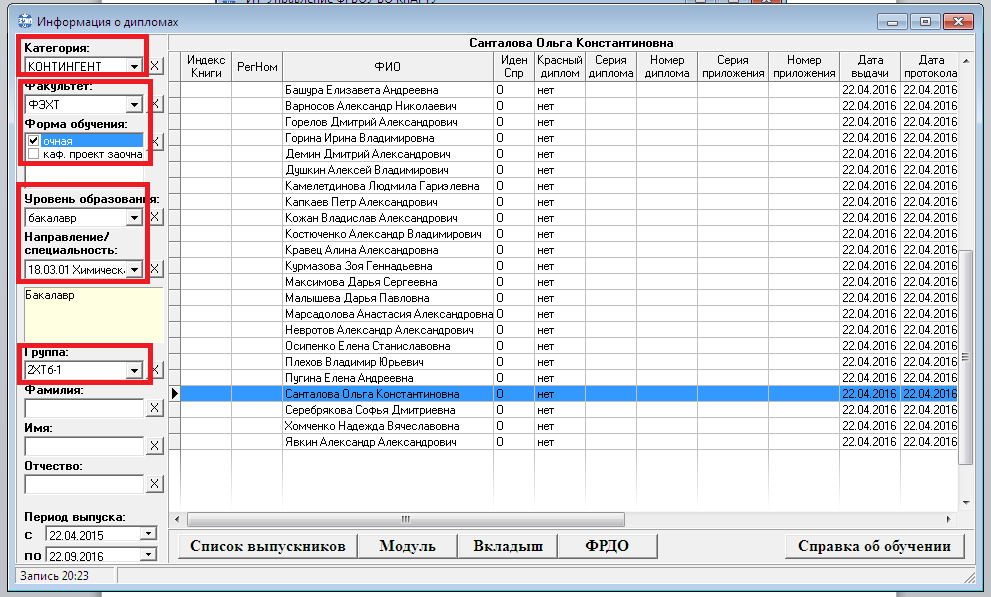 Информация о дипломах
Категория:
КОНТИНГЕНТ
X
Факультет:
ФЭХТ
X
Форма обучения:
очная
X
каф. проект заочна
Уровень образования:
бакалавр
X
Направление/
специальность:
18.03.01 Химическ
X
Бакалавр
Группа:
2ХТб-1
X
Фамилия:
X
Имя:
X
Отчество:
X
Период выпуска:
С 22.04.2015
ПО 22.09.2016
Санталова Ольга Константиновна
Индекс Книги РегНом ФИО Иден Спр Красный диплом Серия диплома Номер диплома Серия приложения Номер приложения Дата выдачи Дата протокола
Башура Елизавета Андреевна 0 нет 22.04.2016 22.04.2016
Варносов Александр Николаевич 0 нет 22.04.2016 22.04.2016
Горелов Дмитрий Александрович 0 нет 22.04.2016 22.04.2016
Горина Ирина Владимировна 0 нет 22.04.2016 22.04.2016
Демин Дмитрий Александрович 0 нет 22.04.2016 22.04.2016
Душкин Алексей Владимирович 0 нет 22.04.2016 22.04.2016
Камелетдинова Людмила Гариэлевна 0 нет 22.04.2016 22.04.2016
Капкаев Петр Александрович 0 нет 22.04.2016 22.04.2016
Кожан Владислав Александрович 0 нет 22.04.2016 22.04.2016
Костюченко Александр Владимирович 0 нет 22.04.2016 22.04.2016
Кравец Алина Александровна 0 нет 22.04.2016 22.04.2016
Курмазова Зоя Геннадьевна 0 нет 22.04.2016 22.04.2016
Максимова Дарья Сергеевна 0 нет 22.04.2016 22.04.2016
Малышева Дарья Павловна 0 нет 22.04.2016 22.04.2016
Марсадолова Анастасия Александровна 0 нет 22.04.2016 22.04.2016
Невротов Александр Александрович 0 нет 22.04.2016 22.04.2016
Осипенко Елена Станиславовна 0 нет 22.04.2016 22.04.2016
Плехов Владимир Юрьевич 0 нет 22.04.2016 22.04.2016
Пугина Елена Андреевна 0 нет 22.04.2016 22.04.2016
Санталова Ольга Константиновна 0 нет 22.04.2016 22.04.2016
Серебрякова Софья Дмитриевна 0 нет 22.04.2016 22.04.2016
Хомченко Надежда Вячеславовна 0 нет 22.04.2016 22.04.2016
Явкин Александр Александрович 0 нет 22.04.2016 22.04.2016
Список выпускников Модуль Вкладыш ФРДО Справка об обучении
Запись 20:23